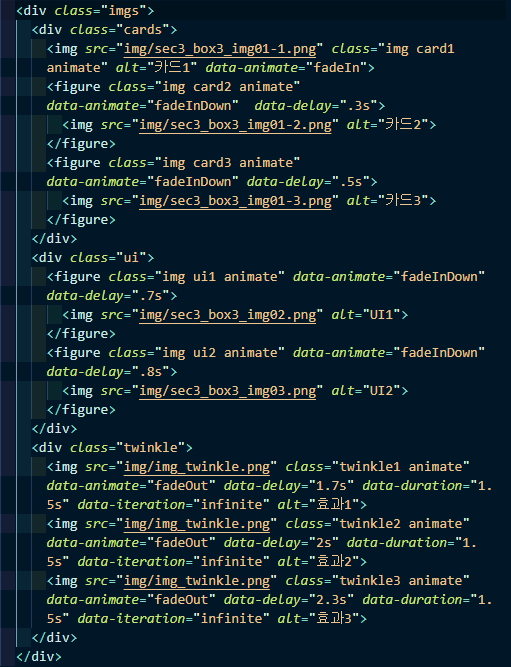 <div class="imgs">
<div class="cards">
<img src="img/sec3_box3_img01-1.png" class="img card1
animate" alt="카드1" data-animate="fadeIn">
<figure class="img card2 animate"
data-animate="fadeInDown"  data-delay=".3s">
<img src="img/sec3_box3_img01-2.png" alt="카드2">
</figure>
<figure class="img card3 animate"
data-animate="fadeInDown" data-delay=".5s">
<img src="img/sec3_box3_img01-3.png" alt="카드3">
</figure>
</div>
<div class="ui">
<figure class="img ui1 animate" data-animate="fadeInDown"
data-delay=".7s">
<img src="img/sec3_box3_img02.png" alt="UI1">
</figure>
<figure class="img ui2 animate" data-animate="fadeInDown"
data-delay=".8s">
<img src="img/sec3_box3_img03.png" alt="UI2">
</figure>
</div>
<div class="twinkle">
<img src="img/img_twinkle.png" class="twinkle1 animate"
data-animate="fadeOut" data-delay="1.7s" data-duration="1.
5s" data-iteration="infinite" alt="효과1">
<img src="img/img_twinkle.png" class="twinkle2 animate"
data-animate="fadeOut" data-delay="2s" data-duration="1.
5s" data-iteration="infinite" alt="효과2">
<img src="img/img_twinkle.png" class="twinkle3 animate"
data-animate="fadeOut" data-delay="2.3s" data-duration="1.
5s" data-iteration="infinite" alt="효과3">
</div>
</div>